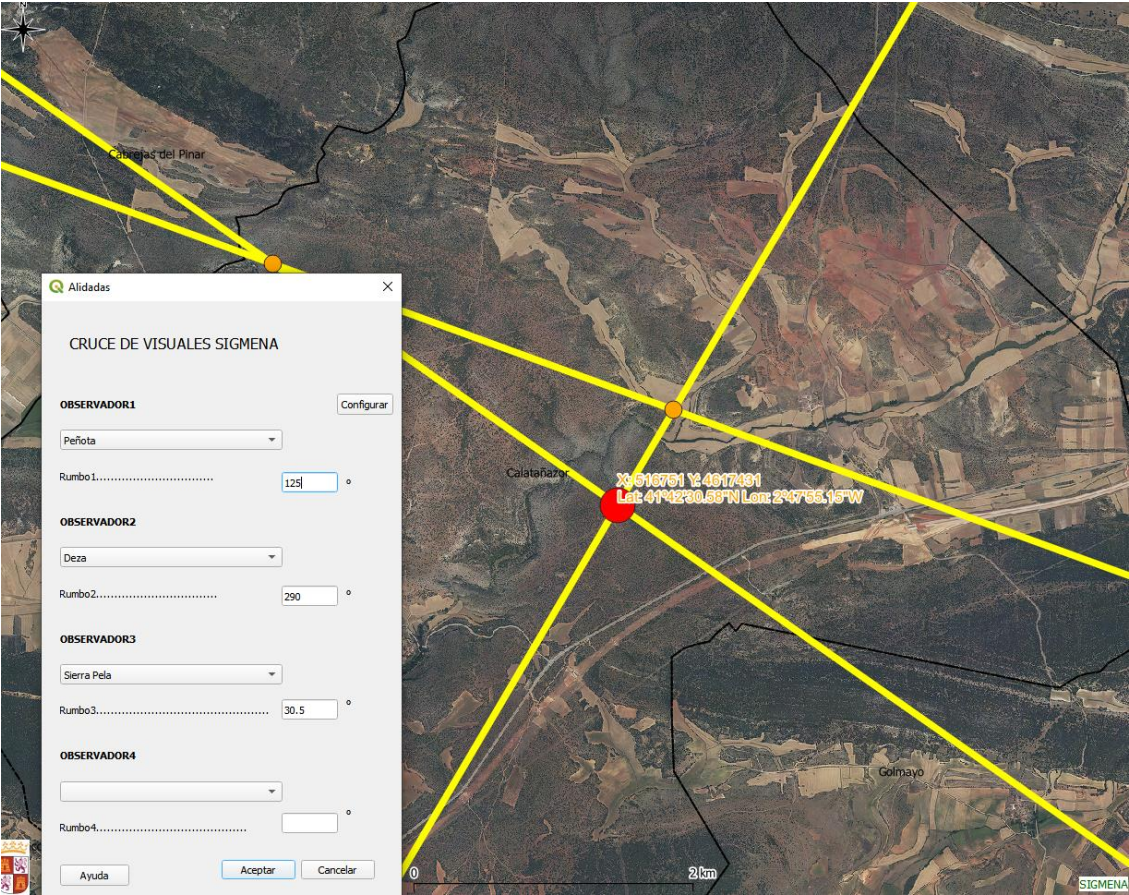 N
Cabrejas del Pinar
Alidadas
CRUCE DE VISUALES SIGMENA
OBSERVADOR1
Configurar
Peñota
Rumbo1.............................. 125 º
OBSERVADOR2
Deza
Rumbo2.................................. 290 º
OBSERVADOR3
Sierra Pela
Rumbo3................................................. 30.5 º
OBSERVADOR4
Rumbo4........................................... º
Ayuda
Aceptar
Cancelar
Calatañazor
X: 516751 Y: 4617431
Lat: 41°42'30.58"N Lon: 2°47'55.15"W
Golmayo
0
2 km
SIGMENA